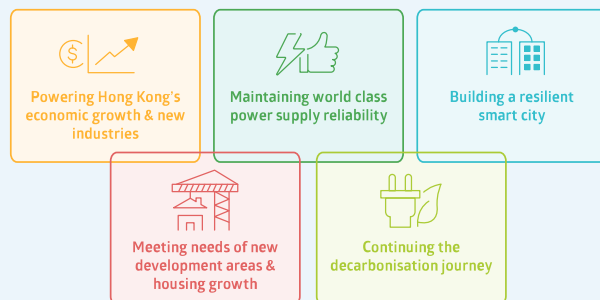 Powering Hong Kong's
economic growth & new
industries
Maintaining world class
power supply reliability
Building a resilient
smart city
Meeting needs of new
development areas &
housing growth
Continuing the
decarbonisation journey